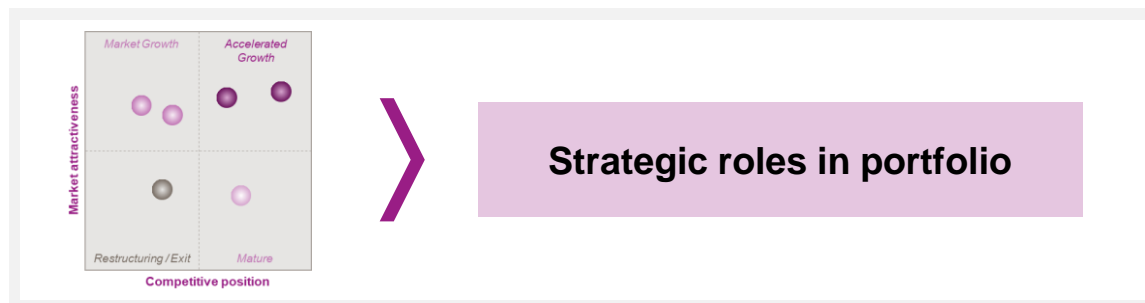 Market Growth
Accelerated
Growth
Market attractiveness
Strategic roles in portfolio
Restructuring / Exit
Mature
Competitive position